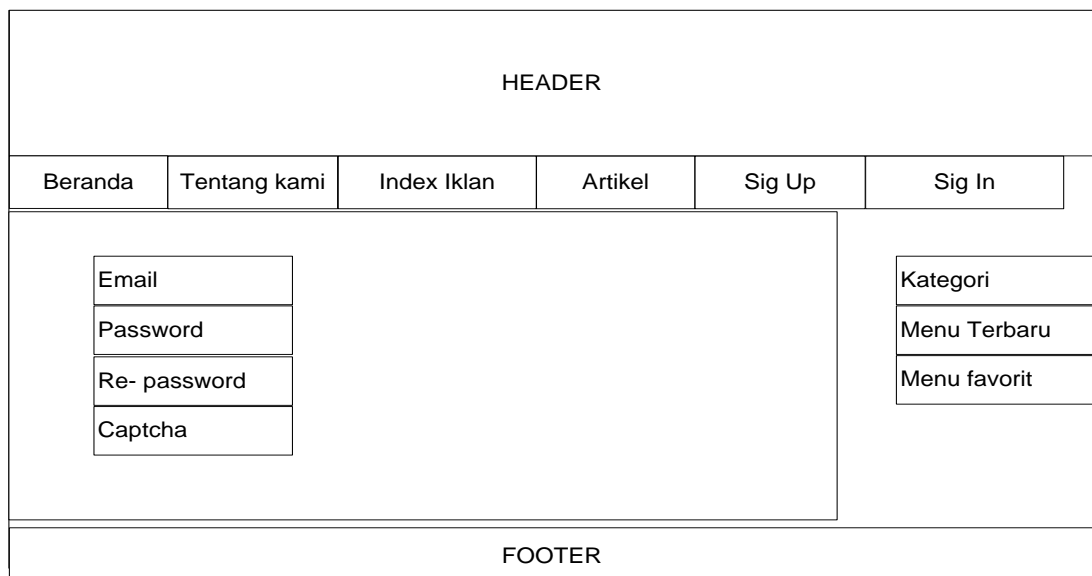 HEADER
Beranda
Tentang kami
Index Iklan
Artikel
Sig Up
Sig In
Email
Password
Re- password
Captcha
Kategori
Menu Terbaru
Menu favorit
FOOTER